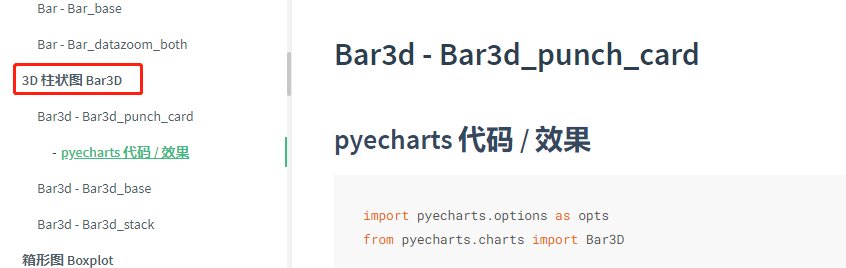 Bar - Bar_base
Bar - Bar_datazoom_both
3D 柱状图 Bar3D
Bar3d - Bar3d_punch_card
- pyecharts 代码 / 效果
Bar3d - Bar3d_base
Bar3d - Bar3d_stack
箱形图 Boxplot
Bar3d - Bar3d_punch_card
pyecharts 代码 / 效果
import pyecharts.options as opts
from pyecharts.charts import Bar3D